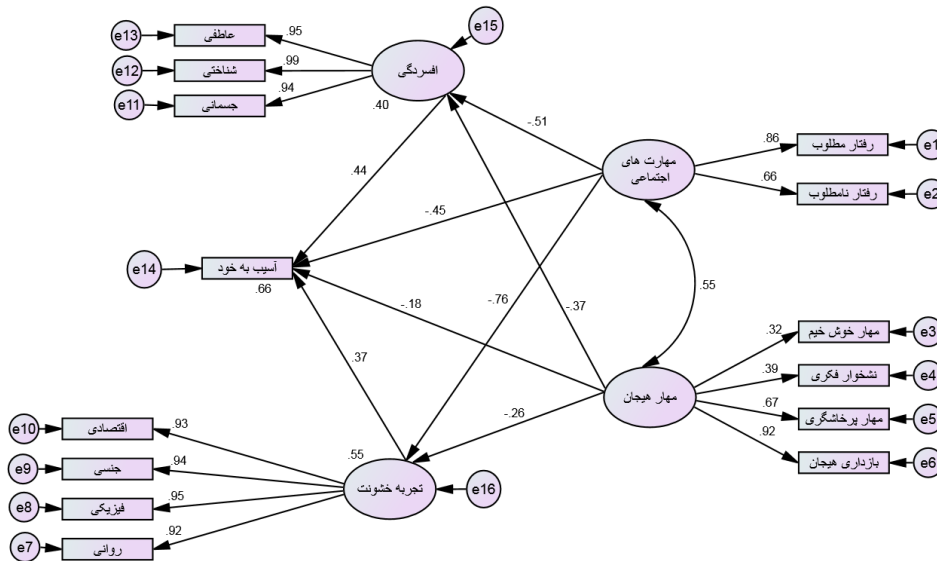 e13
عاطفی
.95
e15
e12
شناختی
.99
افسردگی
e11
جسمانی
.94
.40
-.51
مهارت های
اجتماعی
.86
رفتار مطلوب
e1
.66
رفتار نامطلوب
e2
.44
-.45
e14
آسیب به خود
.66
-.18
-.76
-.37
.55
.37
-.26
مهار هیجان
.32
مهار خوش خیم
e3
.39
نشخوار فکری
e4
.67
مهار پرخاشگری
e5
.92
بازداری هیجان
e6
e10
اقتصادی
.93
e9
جنسی
.94
.55
تجربه خشونت
e16
e8
فیزیکی
.95
e7
روانی
.92